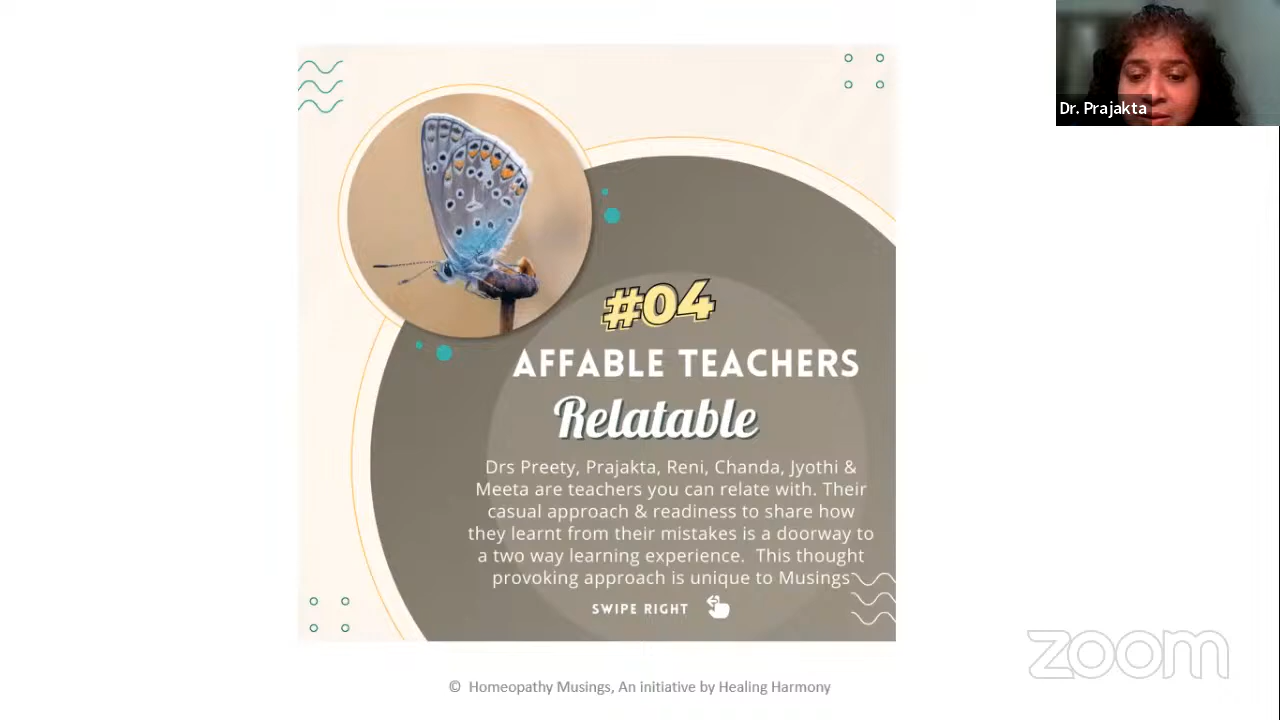 Dr. Prajakta
#04
AFFABLE TEACHERS
Relatable
Drs Preety, Prajakta, Reni, Chanda, Jyothi &
Meeta are teachers you can relate with. Their
casual approach & readiness to share how
they learnt from their mistakes is a doorway to
a two way learning experience. This thought
provoking approach is unique to Musings
SWIPE RIGHT
zoom
© Homeopathy Musings, An initiative by Healing Harmony